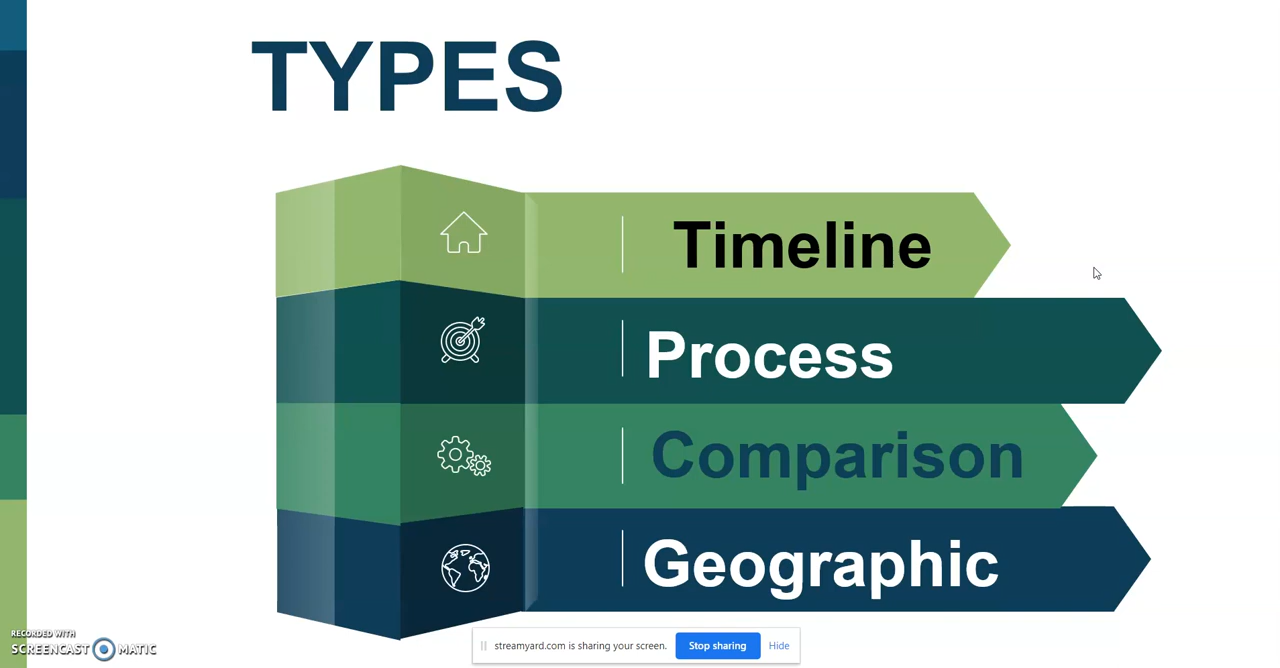 TYPES
Timeline
Process
Comparison
Geographic
RECORDED WITH
SCREENCAST MATIC
streamyard.com is sharing your screen. Stop sharing Hide